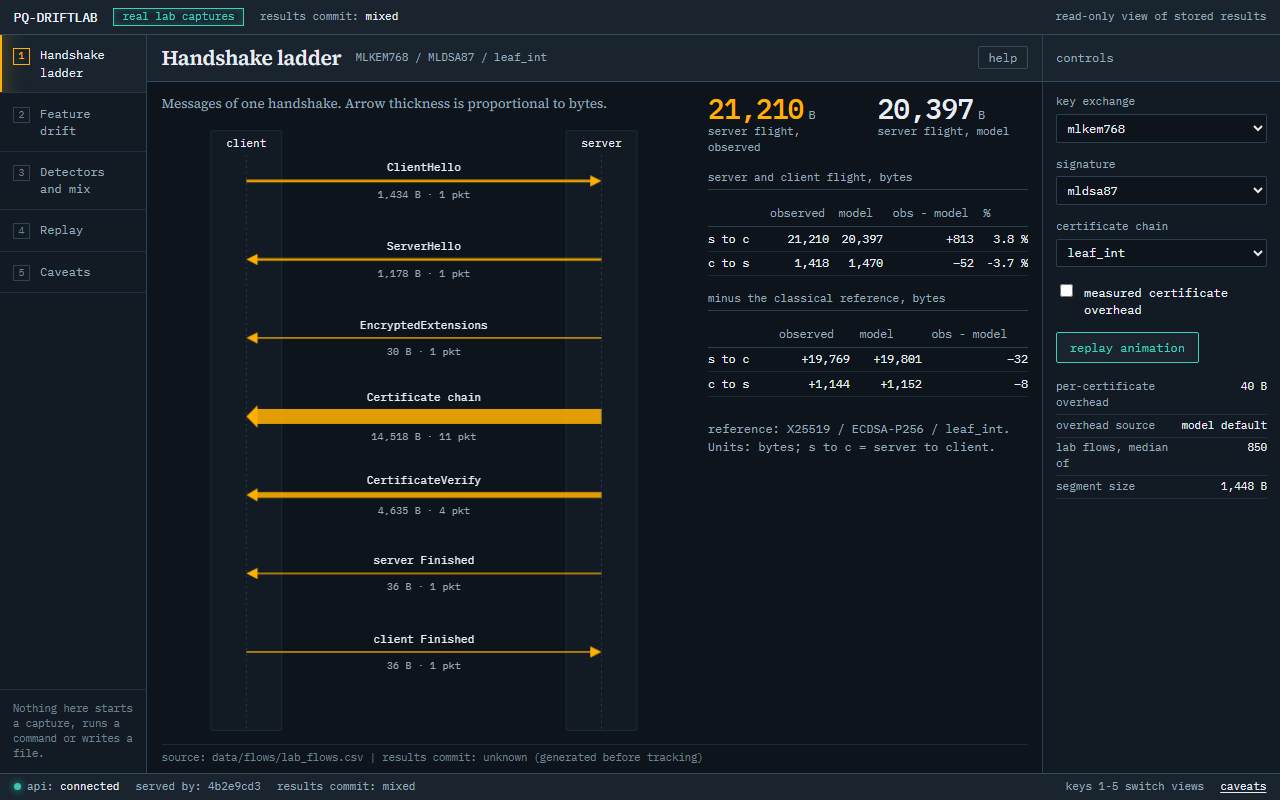 PQ-DRIFTLAB real lab captures results commit: mixed read-only view of stored results
1 Handshake ladder
2 Feature drift
3 Detectors and mix
4 Replay
5 Caveats
Nothing here starts
a capture, runs a
command or writes a
file.
Handshake ladder MLKEM768 / MLDSA87 / leaf_int help
Messages of one handshake. Arrow thickness is proportional to bytes.
client server
ClientHello
1,434 B · 1 pkt
ServerHello
1,178 B · 1 pkt
EncryptedExtensions
30 B · 1 pkt
Certificate chain
14,518 B · 11 pkt
CertificateVerify
4,635 B · 4 pkt
server Finished
36 B · 1 pkt
client Finished
36 B · 1 pkt
21,210 B
server flight,
observed
20,397 B
server flight, model
server and client flight, bytes
observed model obs - model %
s to c 21,210 20,397 +813 3.8 %
c to s 1,418 1,470 −52 -3.7 %
minus the classical reference, bytes
observed model obs - model
s to c +19,769 +19,801 −32
c to s +1,144 +1,152 −8
reference: X25519 / ECDSA-P256 / leaf_int.
Units: bytes; s to c = server to client.
source: data/flows/lab_flows.csv | results commit: unknown (generated before tracking)
controls
key exchange
mlkem768
signature
mldsa87
certificate chain
leaf_int
measured certificate
overhead
replay animation
per-certificate overhead 40 B
overhead source model default
lab flows, median of 850
segment size 1,448 B
api: connected served by: 4b2e9cd3 results commit: mixed keys 1-5 switch views caveats